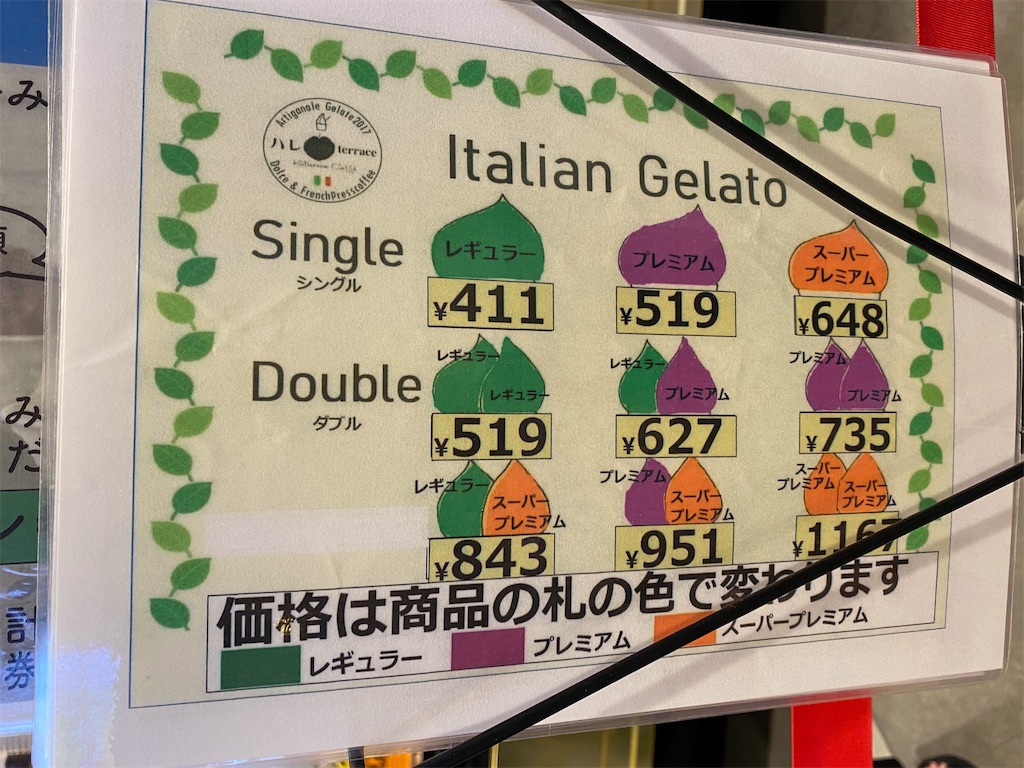 Artigianale Gelato2017
ハレ terrace
Dolce & FrenchPresscoffee
Italian Gelato
Single
シングル
レギュラー
プレミアム
スーパー
プレミアム
¥411
¥519
¥648
Double
ダブル
レギュラー
レギュラー
レギュラー
プレミアム
プレミアム
プレミアム
¥519
¥627
¥735
レギュラー
スーパー
プレミアム
プレミアム
スーパー
プレミアム
スーパー
プレミアム
スーパー
プレミアム
¥843
¥951
¥1167
価格は商品の札の色で変わります
レギュラー
プレミアム
スーパープレミアム
み
み
だ
計
券